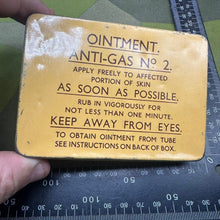 OINTMENT.
ANTI-GAS Nº 2.
APPLY FREELY TO AFFECTED
PORTION OF SKIN
AS SOON AS POSSIBLE.
RUB IN VIGOROUSLY FOR
NOT LESS THAN ONE MINUTE.
KEEP AWAY FROM EYES.
TO OBTAIN OINTMENT FROM TUBE
SEE INSTRUCTIONS ON BACK OF BOX.